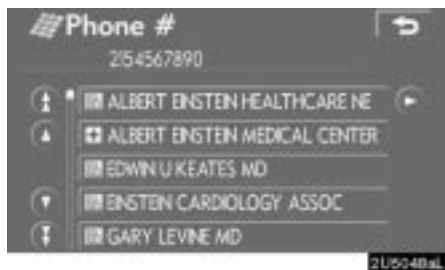 Phone #
2154567890
ALBERT EINSTEIN HEALTHCARE NE
ALBERT EINSTEIN MEDICAL CENTER
EDWIN U KEATES MD
EINSTEIN CARDIOLOGY ASSOC
GARY LEVINE MD
2U5048aL